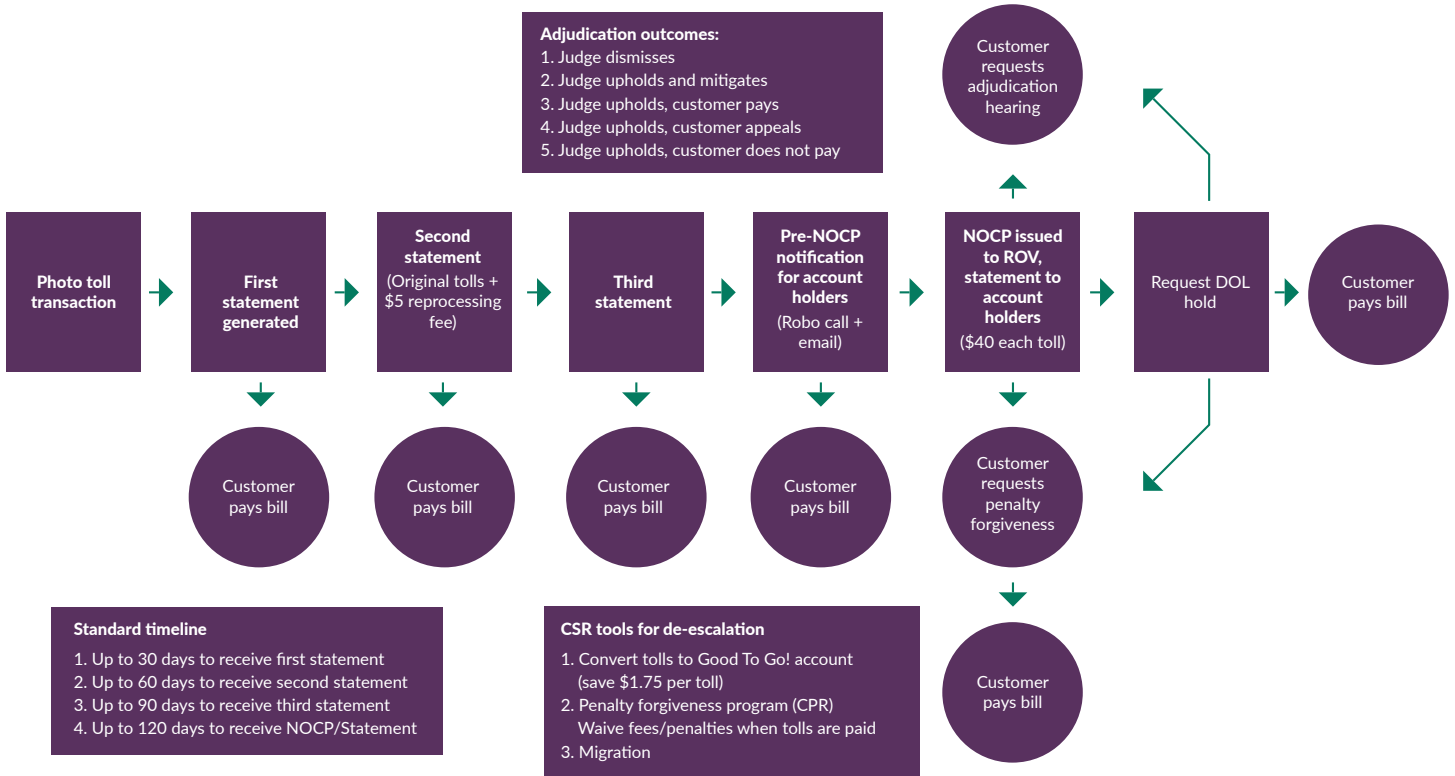 Adjudication outcomes:
1. Judge dismisses
2. Judge upholds and mitigates
3. Judge upholds, customer pays
4. Judge upholds, customer appeals
5. Judge upholds, customer does not pay
Customer
requests
adjudication
hearing
Photo toll
transaction
First
statement
generated
Second
statement
(Original tolls +
$5 reprocessing
fee)
Third
statement
Pre-NOCP
notification
for account
holders
(Robo call +
email)
NOCP issued
to ROV,
statement to
account
holders
($40 each toll)
Request DOL
hold
Customer
pays bill
Customer
pays bill
Customer
pays bill
Customer
pays bill
Customer
pays bill
Customer
requests
penalty
forgiveness
Standard timeline
1. Up to 30 days to receive first statement
2. Up to 60 days to receive second statement
3. Up to 90 days to receive third statement
4. Up to 120 days to receive NOCP/Statement
CSR tools for de-escalation
1. Convert tolls to Good To Go! account
(save $1.75 per toll)
2. Penalty forgiveness program (CPR)
Waive fees/penalties when tolls are paid
3. Migration
Customer
pays bill